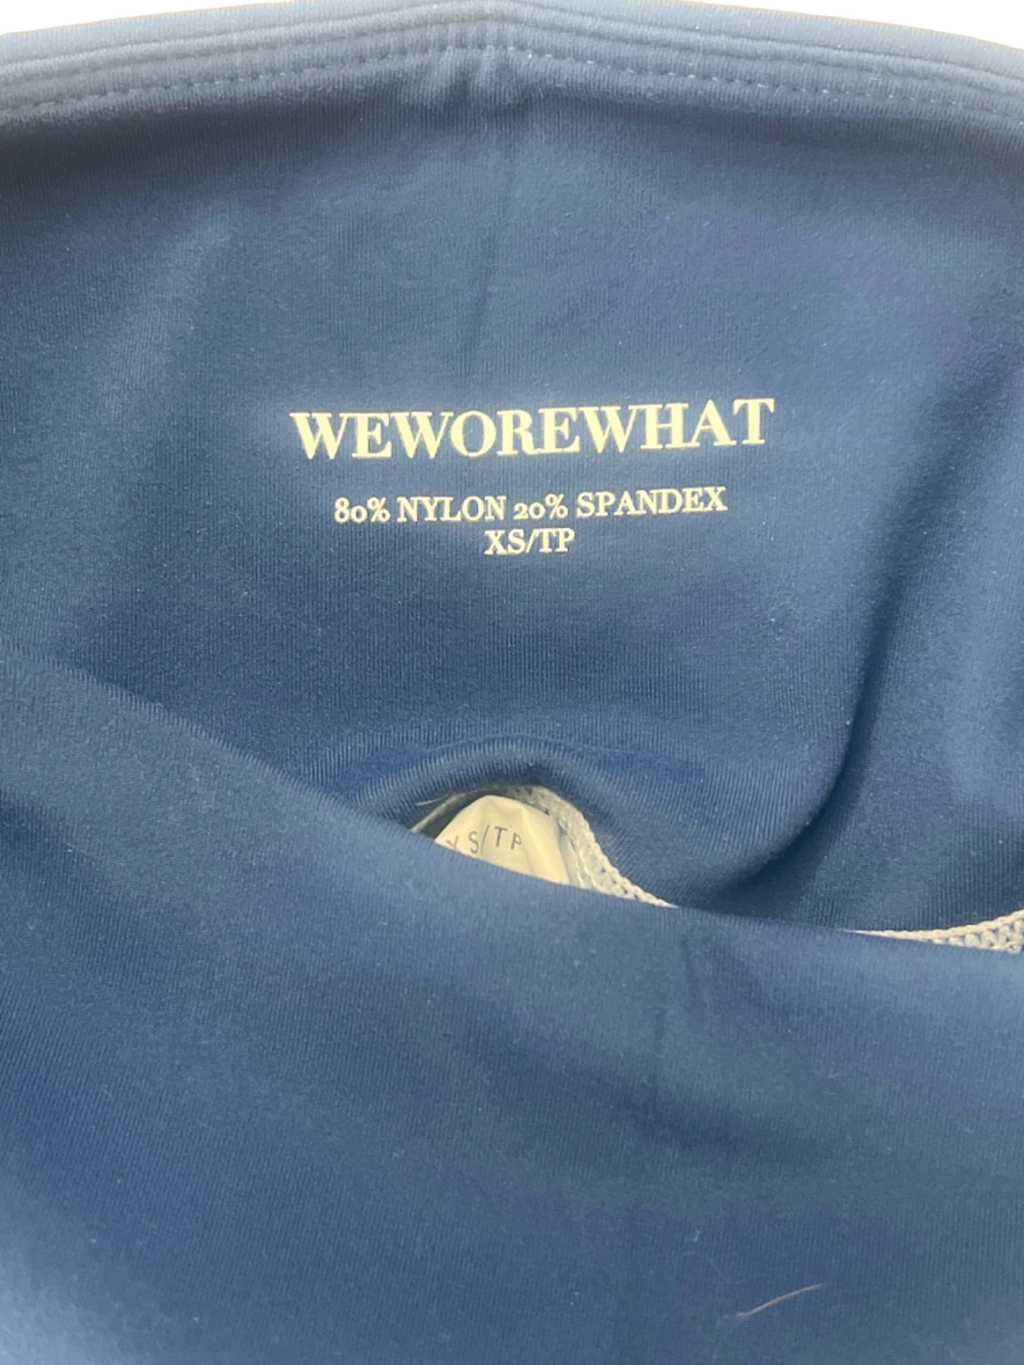 WEWOREWHAT
80% NYLON 20% SPANDEX
XS/TP
XS/TP